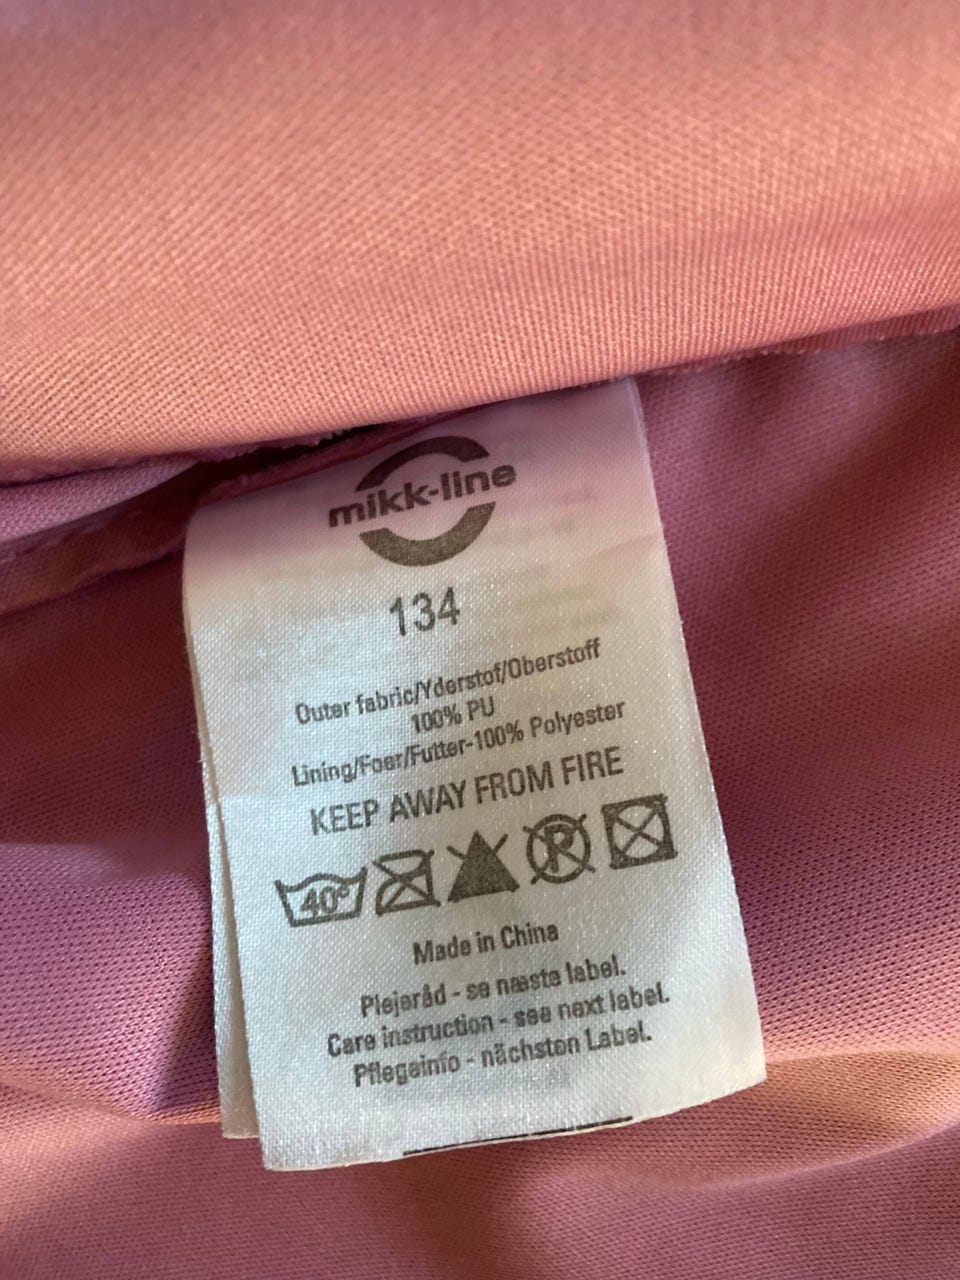 mikk-line
134
Outer fabric/Yderstof/Oberstoff
100% PU
Lining/Foer/Futter-100% Polyester
KEEP AWAY FROM FIRE
40° P
Made in China
Plejeråd - se næste label.
Care instruction - see next label.
Pflegeinfo - nächsten Label.